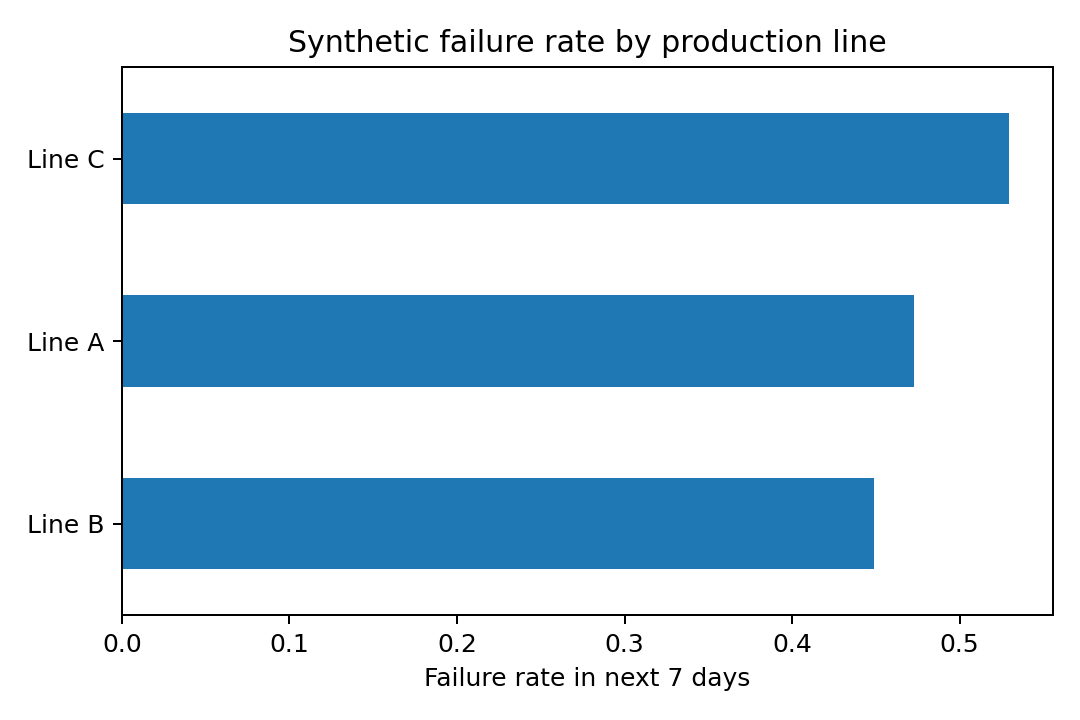 Synthetic failure rate by production line
Line C
Line A
Line B
0.0 0.1 0.2 0.3 0.4 0.5
Failure rate in next 7 days